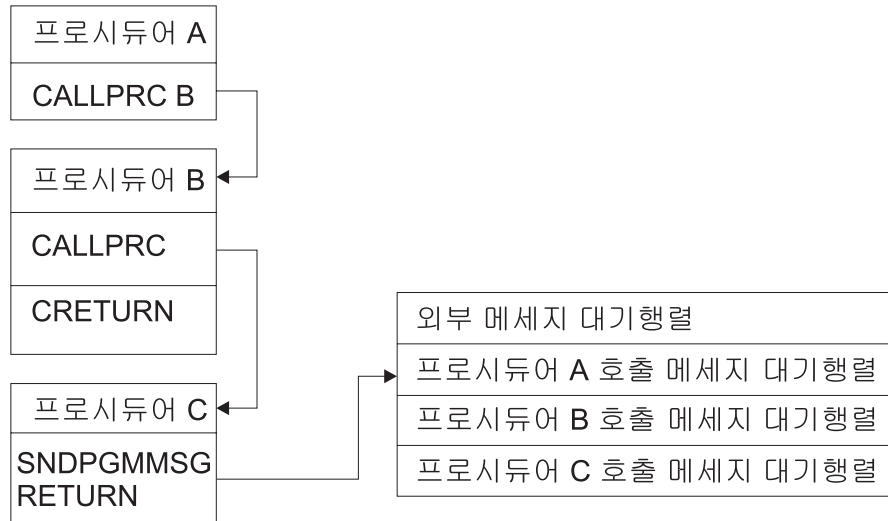 프로시듀어 A
CALLPRC B
프로시듀어 B
CALLPRC
CRETURN
프로시듀어 C
SNDPGMMSG
RETURN
외부 메세지 대기행렬
프로시듀어 A 호출 메세지 대기행렬
프로시듀어 B 호출 메세지 대기행렬
프로시듀어 C 호출 메세지 대기행렬